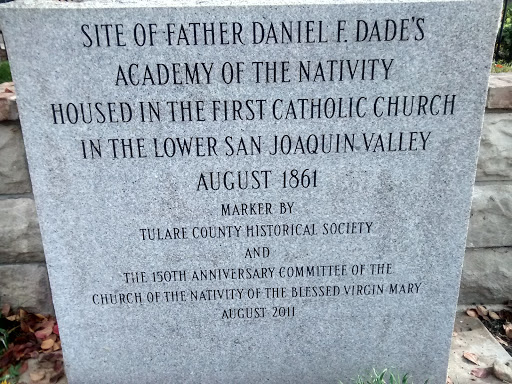 SITE OF FATHER DANIEL F. DADE'S
ACADEMY OF THE NATIVITY
HOUSED IN THE FIRST CATHOLIC CHURCH
IN THE LOWER SAN JOAQUIN VALLEY
AUGUST 1861
MARKER BY
TULARE COUNTY HISTORICAL SOCIETY
AND
THE 150TH ANNIVERSARY COMMITTEE OF THE
CHURCH OF THE NATIVITY OF THE BLESSED VIRGIN MARY
AUGUST 2011